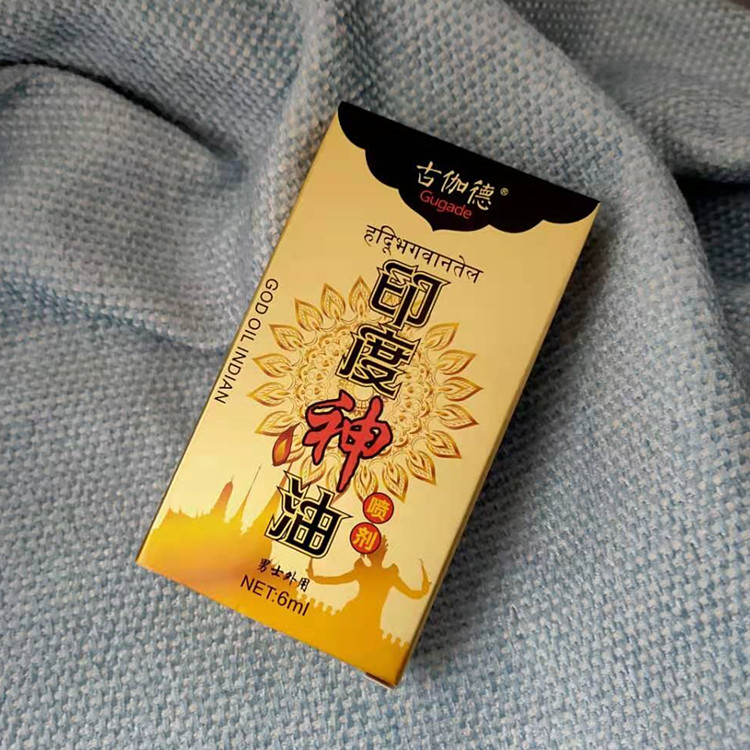 古伽德®
Gugade
हदिूभगवानतेल
印度神油
喷剂
GOD OIL INDIAN
男士外用
NET:6ml